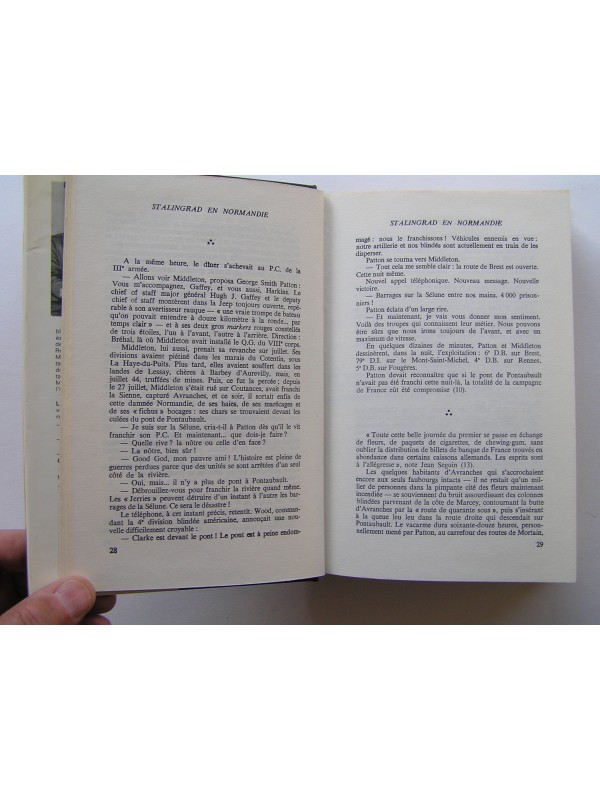 STALINGRAD EN NORMANDIE
⁂
A la même heure, le dîner s'achevait au P.C. de la
IIIe armée.
— Allons voir Middleton, proposa George Smith Patton :
Vous m'accompagnez, Gaffey, et vous aussi, Harkins. Le
chief of staff major général Hugh J. Gaffey et le deputy
chief of staff montèrent dans la Jeep toujours ouverte, repé-
rable à son avertisseur rauque — « une vraie trompe de bateau
qu'on pouvait entendre à douze kilomètre à la ronde... par
temps clair » — et à ses deux gros markers rouges constellés
de trois étoiles, l'un à l'avant, l'autre à l'arrière. Direction :
Bréhal, là où Middleton avait installé le Q.G. du VIIIe corps.
Middleton, lui aussi, prenait sa revanche sur juillet. Ses
divisions avaient piéciné dans les marais du Cotentin, sous
La Haye-du-Puits. Plus tard, elles avaient souffert dans les
landes de Lessay, chères à Barbey d'Aurevilly, mais, en
juillet 44, truffées de mines. Puis, ce fut la percée ; depuis
le 27 juillet, Middleton s'était rué sur Coutances, avait franchi
la Sienne, capturé Avranches et, ce soir, il sortait enfin de
cette damnée Normandie, de ses haies, de ses marécages et
de ses « fichus » bocages : ses chars se trouvaient devant les
culées du pont de Pontaubault.
— Je suis sur la Sélune, cria-t-il à Patton dès qu'il le vit
franchir son P.C. Et maintenant... que dois-je faire ?
— Quelle rive ? la nôtre ou celle d'en face ?
— La nôtre, bien sûr !
— Good God, mon pauvre ami ! L'histoire est pleine de
guerres perdues parce que des unités se sont arrêtées d'un seul
côté de la rivière.
— Oui, mais... il n'y a plus de pont à Pontaubault.
— Débrouillez-vous pour franchir la rivière quand même.
Les « Jerries » peuvent détruire d'un instant à l'autre les bar-
rages de la Sélune. Ce sera le désastre !
Le téléphone, à cet instant précis, retentit. Wood, comman-
dant la 4e division blindée américaine, annonçait une nou-
velle difficilement croyable :
— Clarke est devant le pont ! Le pont est à peine endom-
28
STALINGRAD EN NORMANDIE
magé : nous le franchissons ! Véhicules ennemis en vue :
notre artillerie et nos blindés sont actuellement en train de les
disperser.
Patton se tourna vers Middleton.
— Tout cela me semble clair : la route de Brest est ouverte.
Cette nuit même.
Nouvel appel téléphonique. Nouveau message. Nouvelle
victoire.
— Barrages sur la Sélune entre nos mains. 4 000 prison-
niers !
Patton éclata d'un large rire.
— Et maintenant, je vais vous donner mon sentiment.
Voilà des troupes qui connaissent leur métier. Nous pouvons
être sûrs que nous irons toujours de l'avant, et avec un
maximum de vitesse.
En quelques dizaines de minutes, Patton et Middleton
dessinèrent, dans la nuit, l'exploitation : 6e D.B. sur Brest,
79e D.I. sur le Mont-Saint-Michel, 4e D.B. sur Rennes,
5e D.B. sur Fougères.
Patton devait reconnaître que si le pont de Pontaubault
n'avait pas été franchi cette nuit-là, la totalité de la campagne
de France eût été compromise (10).
⁂
« Toute cette belle journée du premier se passe en échange
de fleurs, de paquets de cigarettes, de chewing-gum, sans
oublier la distribution de billets de banque de France trouvés en
abondance dans certains caissons allemands. Les esprits sont
à l'allégresse », note Jean Seguin (13).
Les quelques habitants d'Avranches qui s'accrochaient
encore aux seuls faubourgs intacts — il ne restait qu'un mil-
lier de personnes dans la pimpante cité des fleurs maintenant
incendiée — se souviennent du bruit assourdissant des colonnes
blindées parvenant de la côte de Marcey, contournant la butte
d'Avranches par la « route de quarante sous », puis s'étirant
à la queue leu leu dans la route droite qui descendait sur
Pontaubault. Le vacarme dura soixante-douze heures, person-
nellement mené par Patton, au carrefour des routes de Mortain,
29